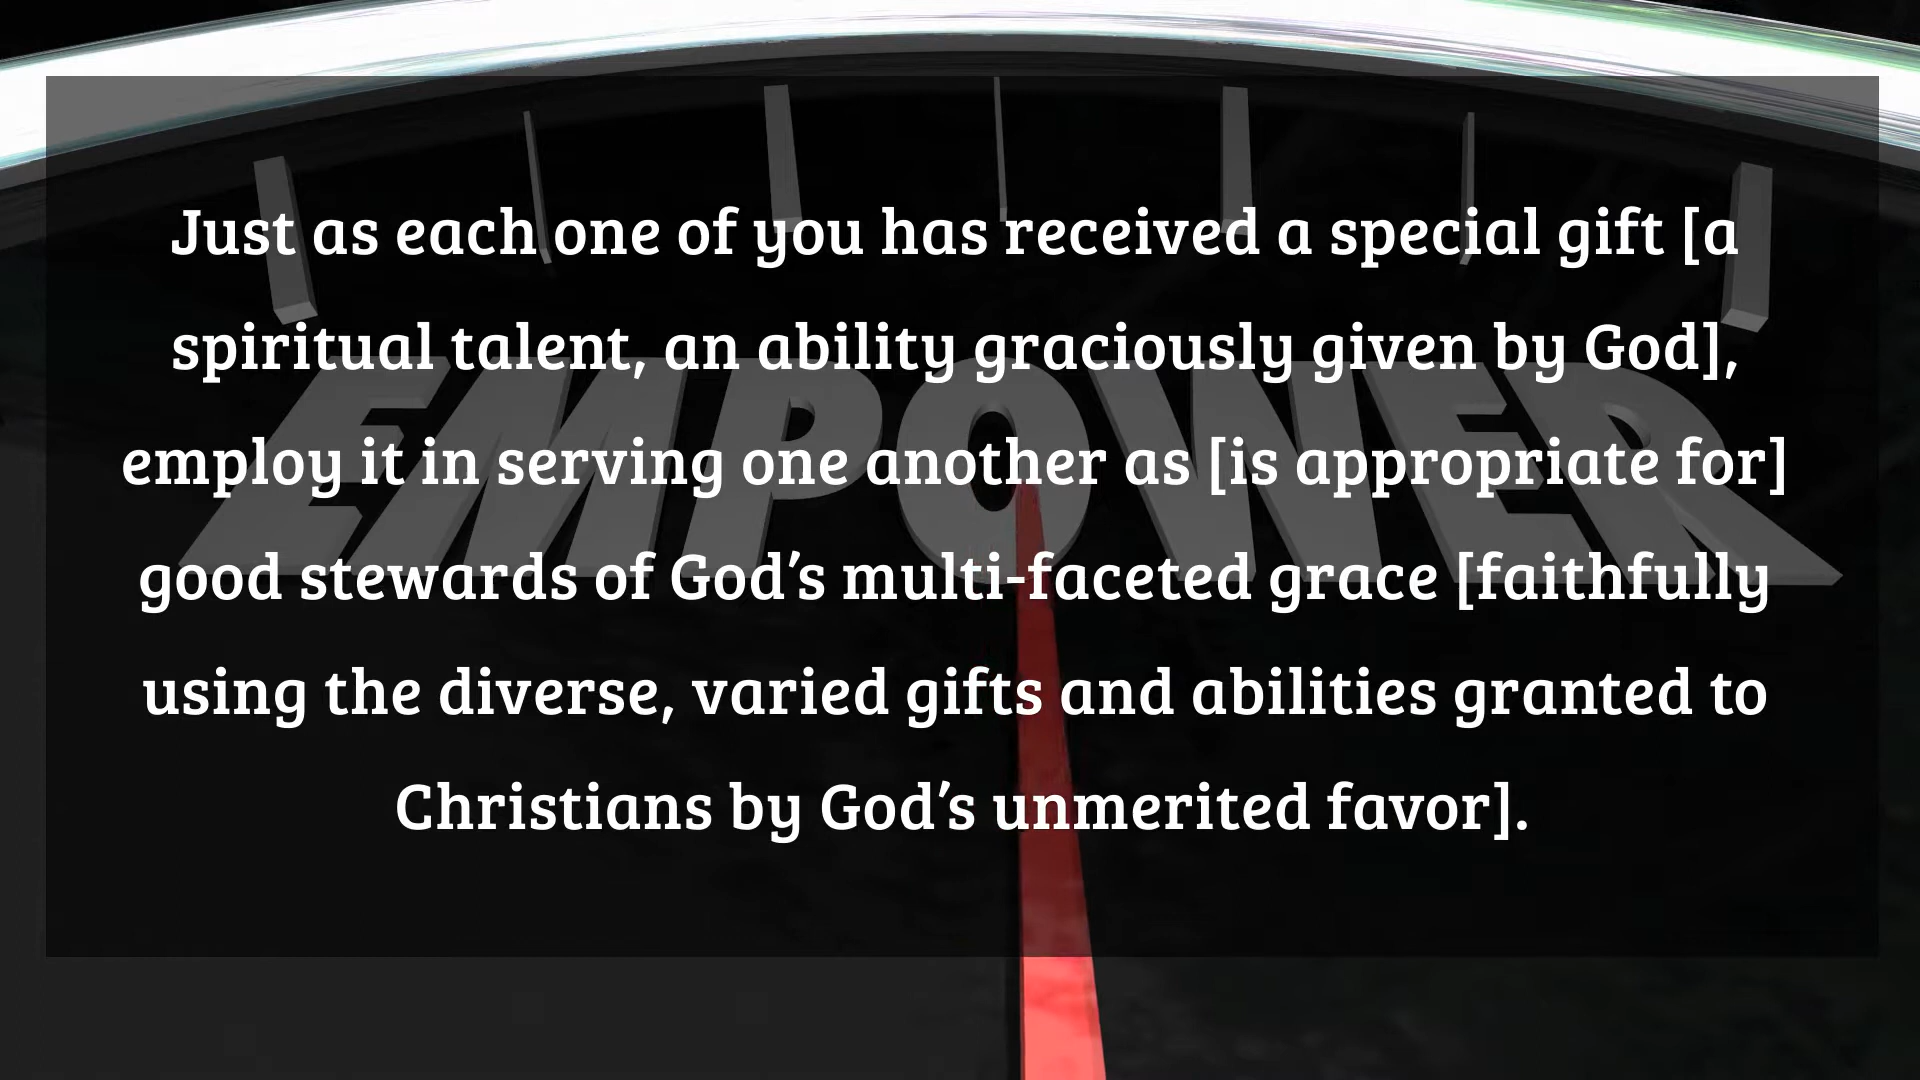 Just as each one of you has received a special gift [a
spiritual talent, an ability graciously given by God],
employ it in serving one another as [is appropriate for]
good stewards of God’s multi-faceted grace [faithfully
using the diverse, varied gifts and abilities granted to
Christians by God’s unmerited favor].
EMPOWER